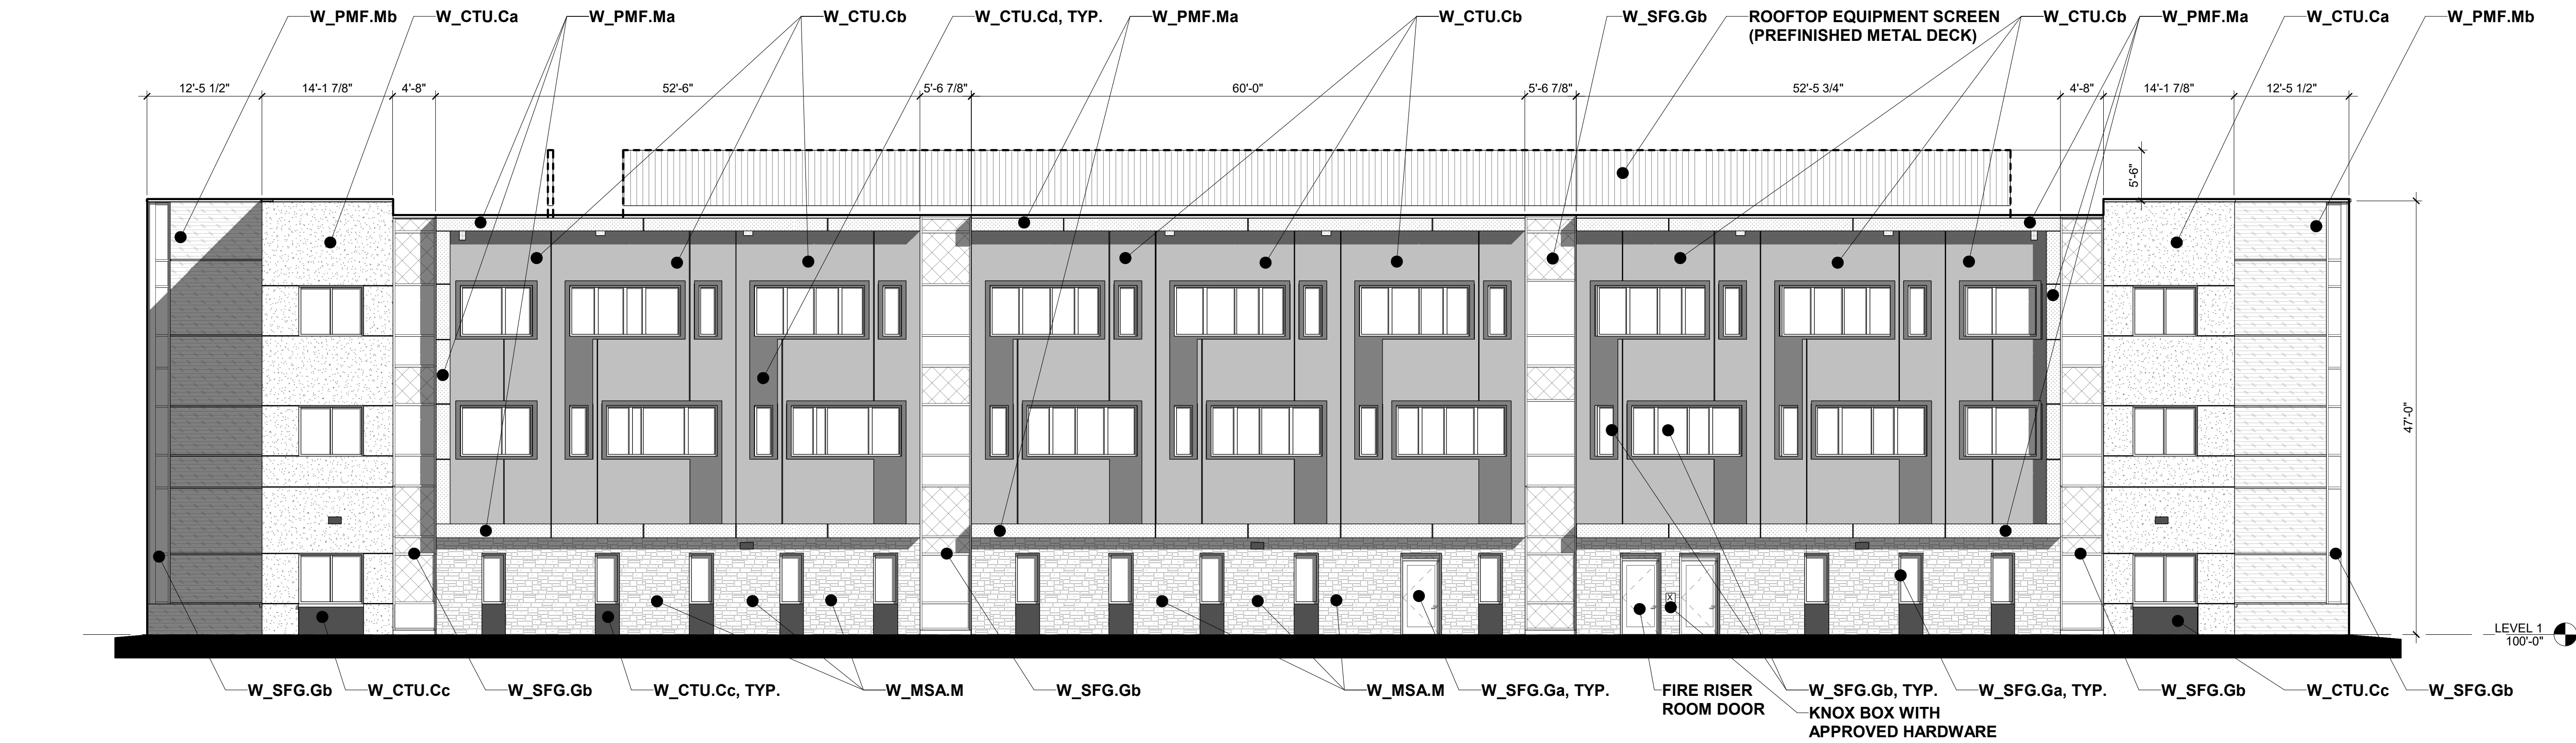 W_PMF.Mb
W_CTU.Ca
W_PMF.Ma
W_CTU.Cb
W_CTU.Cd, TYP.
W_PMF.Ma
W_CTU.Cb
W_SFG.Gb
ROOFTOP EQUIPMENT SCREEN
(PREFINISHED METAL DECK)
W_CTU.Cb
W_PMF.Ma
W_CTU.Ca
W_PMF.Mb
12'-5 1/2"
14'-1 7/8"
4'-8"
52'-6"
5'-6 7/8"
60'-0"
5'-6 7/8"
52'-5 3/4"
4'-8"
14'-1 7/8"
12'-5 1/2"
5'-6"
47'-0"
X
LEVEL 1
100'-0"
W_SFG.Gb
W_CTU.Cc
W_SFG.Gb
W_CTU.Cc, TYP.
W_MSA.M
W_SFG.Gb
W_MSA.M
W_SFG.Ga, TYP.
FIRE RISER
ROOM DOOR
W_SFG.Gb, TYP.
KNOX BOX WITH
APPROVED HARDWARE
W_SFG.Ga, TYP.
W_SFG.Gb
W_CTU.Cc
W_SFG.Gb